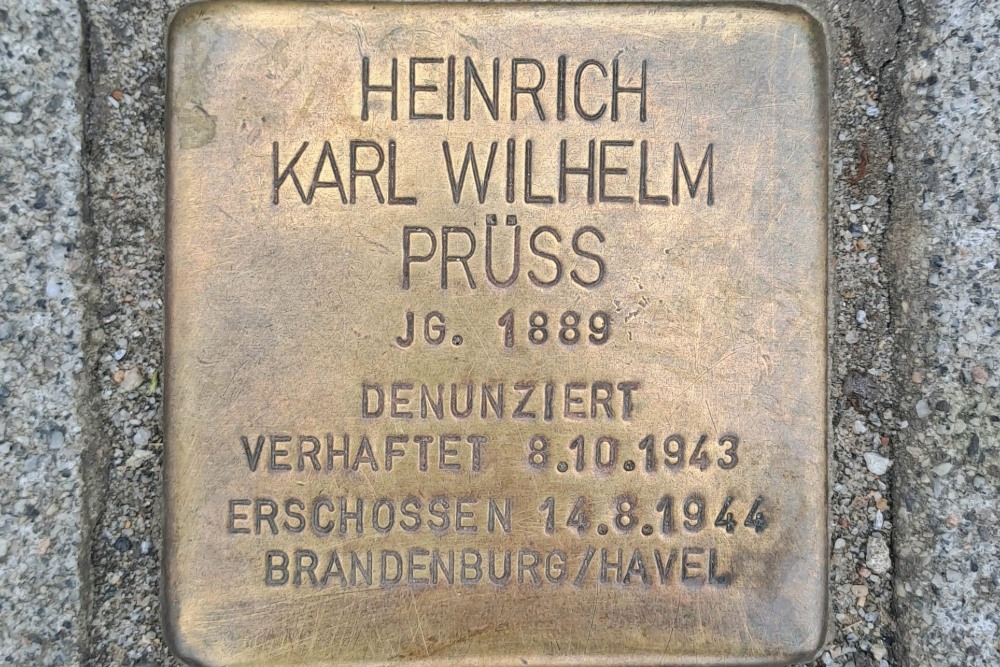 HEINRICH
KARL WILHELM
PRÜSS
JG. 1889
DENUNZIERT
VERHAFTET 8.10.1943
ERSCHOSSEN 14.8.1944
BRANDENBURG/HAVEL